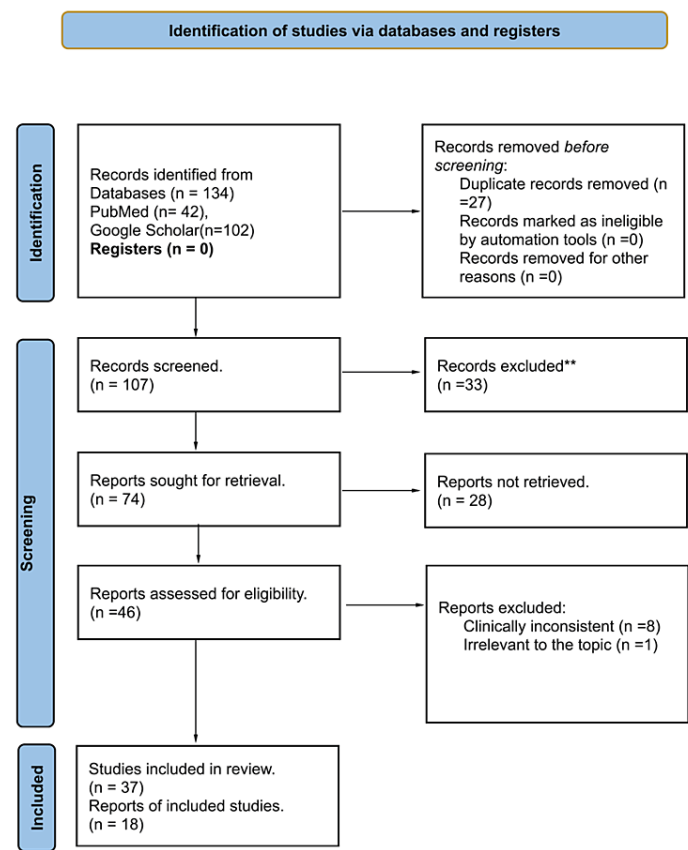 Identification of studies via databases and registers
Identification
Records identified from
Databases (n = 134)
PubMed (n= 42),
Google Scholar(n=102)
Registers (n = 0)
Records removed before
screening:
Duplicate records removed (n
=27)
Records marked as ineligible
by automation tools (n =0)
Records removed for other
reasons (n =0)
Screening
Records screened.
(n = 107)
Records excluded**
(n =33)
Reports sought for retrieval.
(n = 74)
Reports not retrieved.
(n = 28)
Reports assessed for eligibility.
(n =46)
Reports excluded:
Clinically inconsistent (n =8)
Irrelevant to the topic (n =1)
Included
Studies included in review.
(n = 37)
Reports of included studies.
(n = 18)